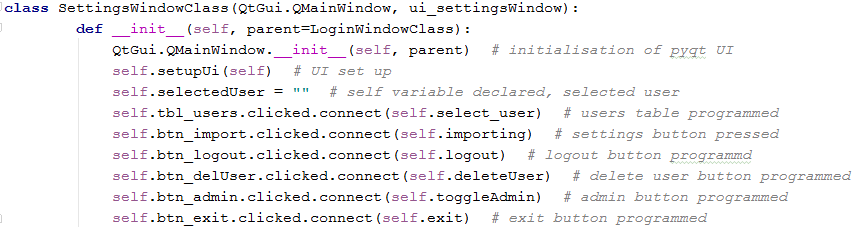 class SettingsWindowClass(QtGui.QMainWindow, ui_settingsWindow):
def __init__(self, parent=LoginWindowClass):
QtGui.QMainWindow.__init__(self, parent)  # initialisation of pyqt UI
self.setupUi(self)  # UI set up
self.selectedUser = ""  # self variable declared, selected user
self.tbl_users.clicked.connect(self.select_user)  # users table programmed
self.btn_import.clicked.connect(self.importing)  # settings button pressed
self.btn_logout.clicked.connect(self.logout)  # logout button programmd
self.btn_delUser.clicked.connect(self.deleteUser)  # delete user button programmed
self.btn_admin.clicked.connect(self.toggleAdmin)  # admin button programmed
self.btn_exit.clicked.connect(self.exit)  # exit button programmed